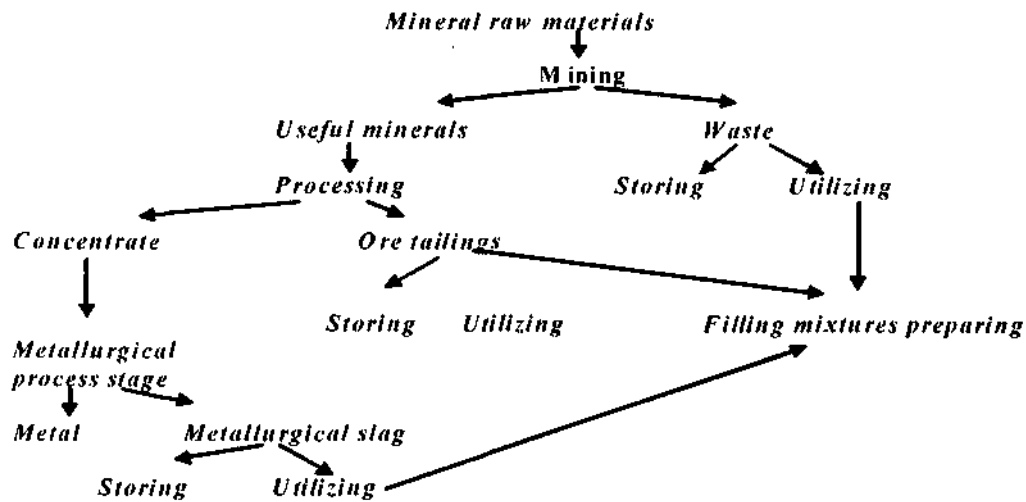 Mineral raw materials
Mining
Useful minerals
Waste
Processing
Storing
Utilizing
Concentrate
Ore tailings
Storing
Utilizing
Filling mixtures preparing
Metallurgical
process stage
Metal
Metallurgical slag
Storing
Utilizing